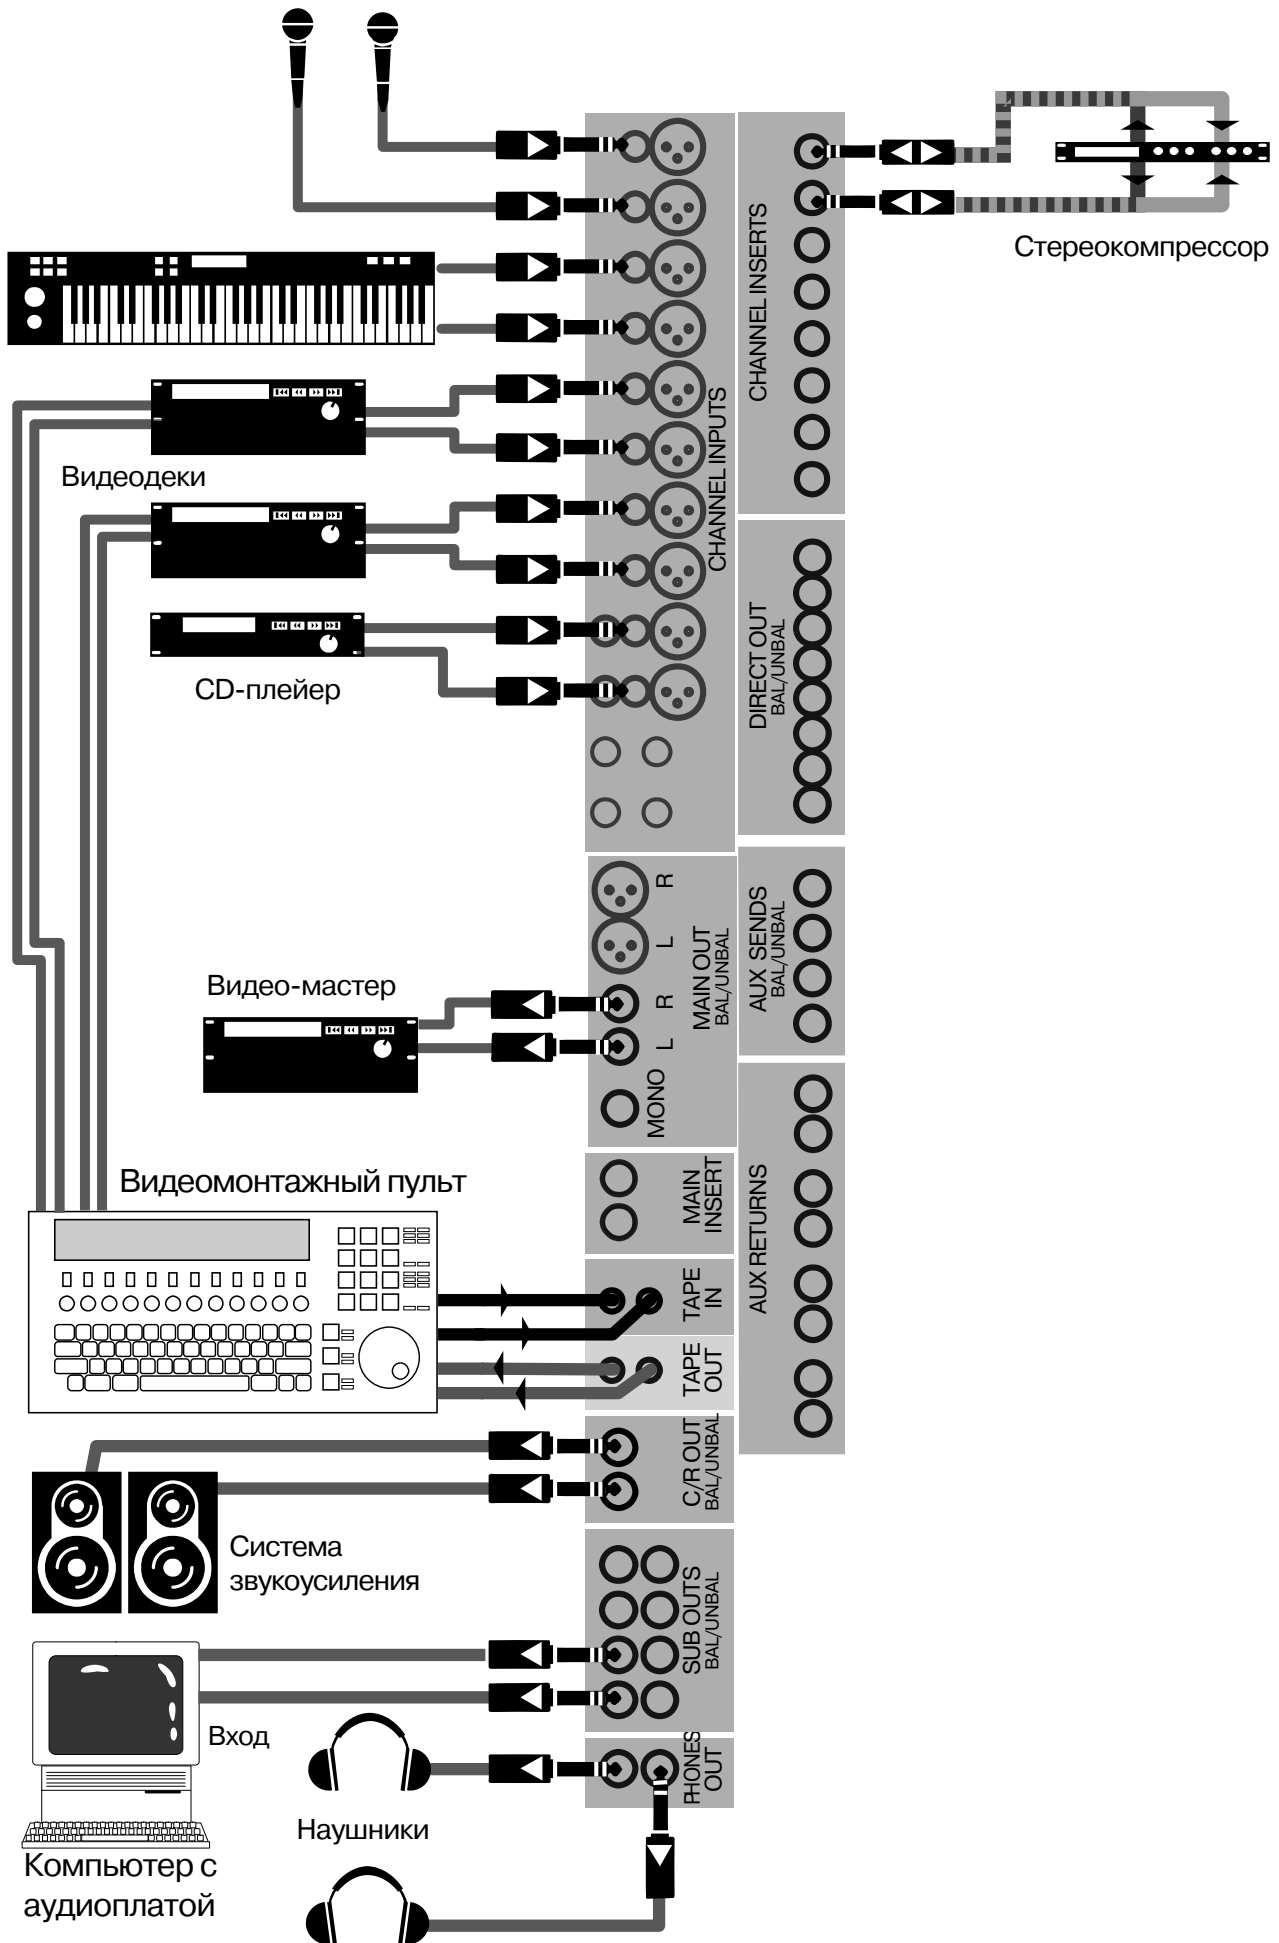 Стереокомпрессор
CHANNEL INSERTS
CHANNEL INPUTS
Видеодеки
DIRECT OUT
BAL/UNBAL
CD-плейер
R
L
R
L
MONO
MAIN OUT
BAL/UNBAL
AUX SENDS
BAL/UNBAL
Видео-мастер
Видеомонтажный пульт
MAIN
INSERT
AUX RETURNS
TAPE
IN
TAPE
OUT
C/R OUT
BAL/UNBAL
Система
звукоусиления
SUB OUTS
BAL/UNBAL
Вход
PHONES
OUT
Наушники
Компьютер с
аудиоплатой